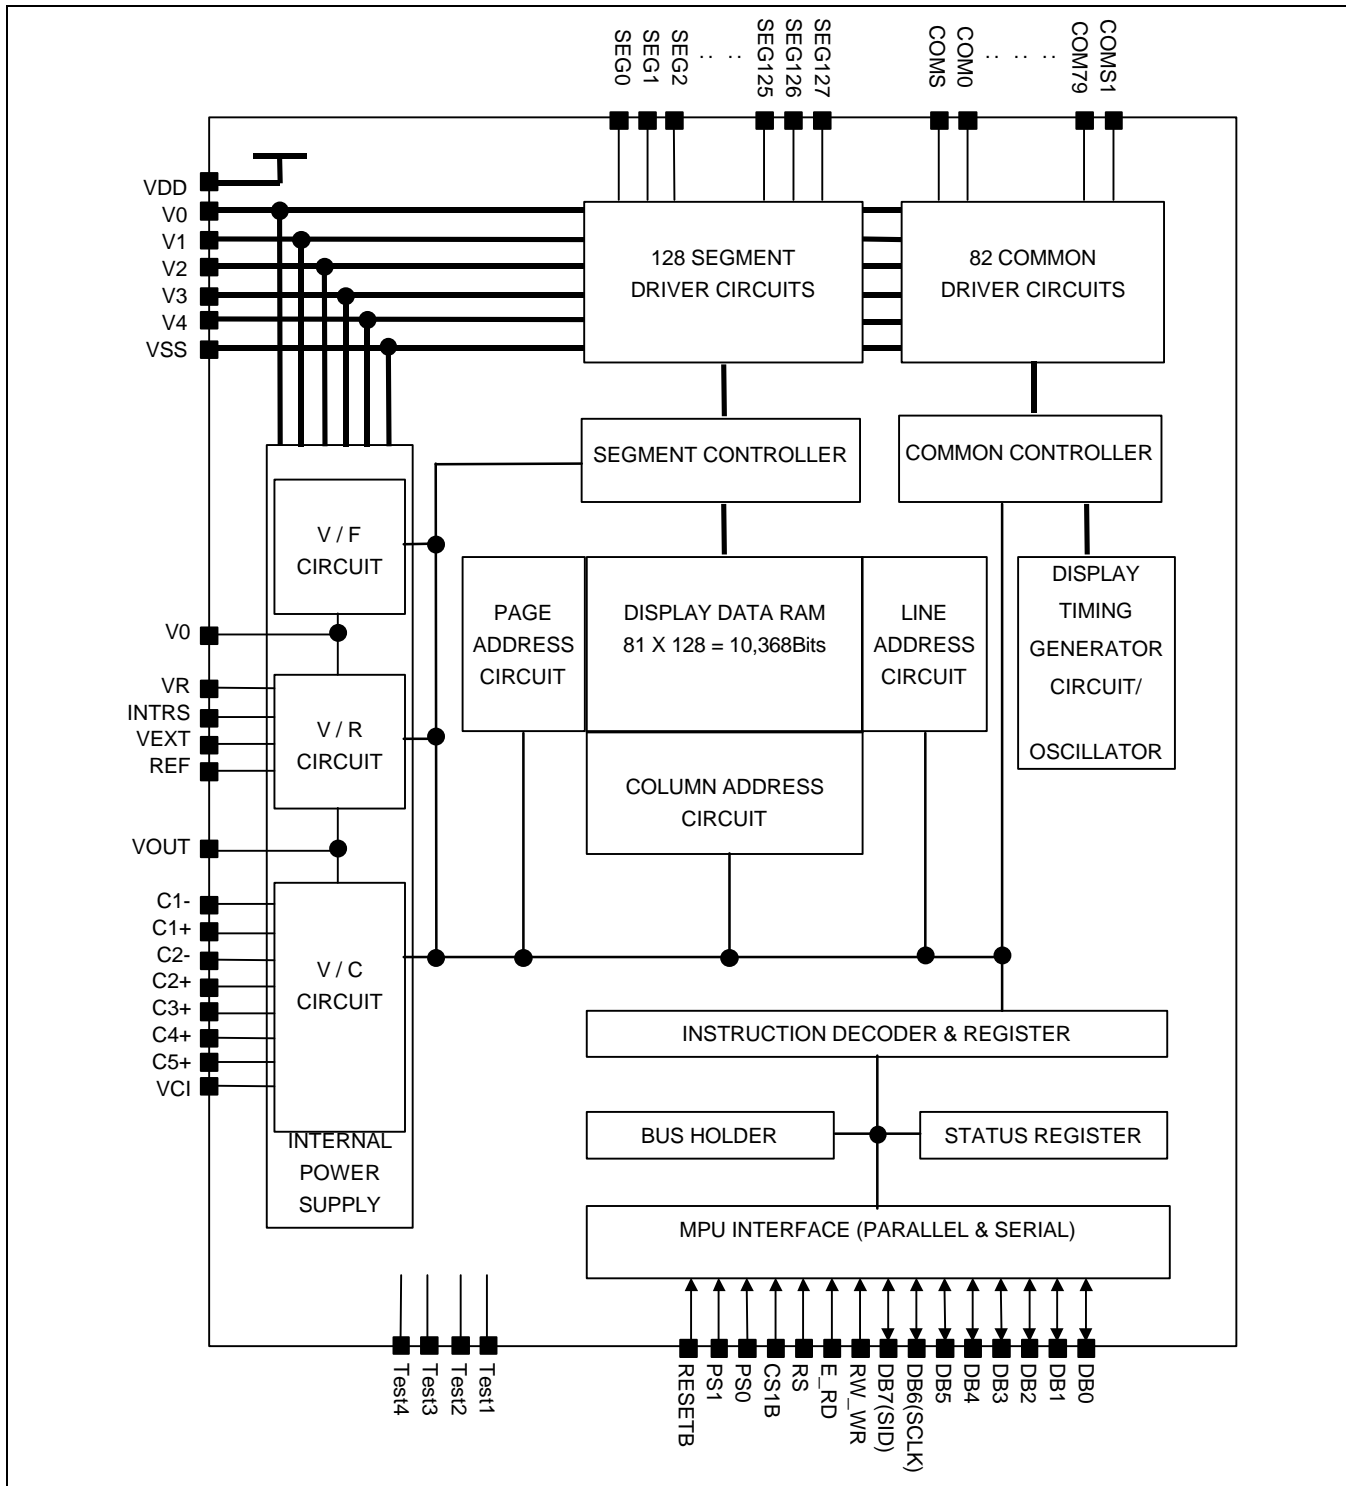 SEG0
SEG1
SEG2
.. ..
SEG125
SEG126
SEG127
COMS
COM0
.. .. ..
COM79
COMS1
VDD
V0
V1
V2
V3
V4
VSS
128 SEGMENT
DRIVER CIRCUITS
82 COMMON
DRIVER CIRCUITS
SEGMENT CONTROLLER
COMMON CONTROLLER
V / F
CIRCUIT
PAGE
ADDRESS
CIRCUIT
DISPLAY DATA RAM
81 X 128 = 10,368Bits
LINE
ADDRESS
CIRCUIT
DISPLAY
TIMING
GENERATOR
CIRCUIT/
OSCILLATOR
V0
VR
INTRS
VEXT
REF
V / R
CIRCUIT
COLUMN ADDRESS
CIRCUIT
VOUT
C1-
C1+
C2-
C2+
C3+
C4+
C5+
VCI
V / C
CIRCUIT
INTERNAL
POWER
SUPPLY
INSTRUCTION DECODER & REGISTER
BUS HOLDER
STATUS REGISTER
MPU INTERFACE (PARALLEL & SERIAL)
Test4
Test3
Test2
Test1
RESETB
PS1
PS0
CS1B
RS
E_RD
RW_WR
DB7(SID)
DB6(SCLK)
DB5
DB4
DB3
DB2
DB1
DB0